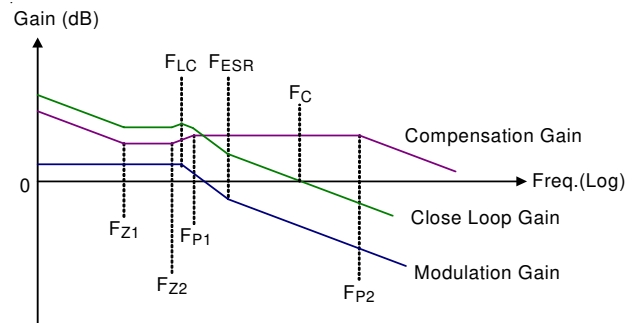 Gain (dB)
FLC
FESR
FC
Compensation Gain
0
Freq.(Log)
Close Loop Gain
FZ1
FP1
Modulation Gain
FZ2
FP2